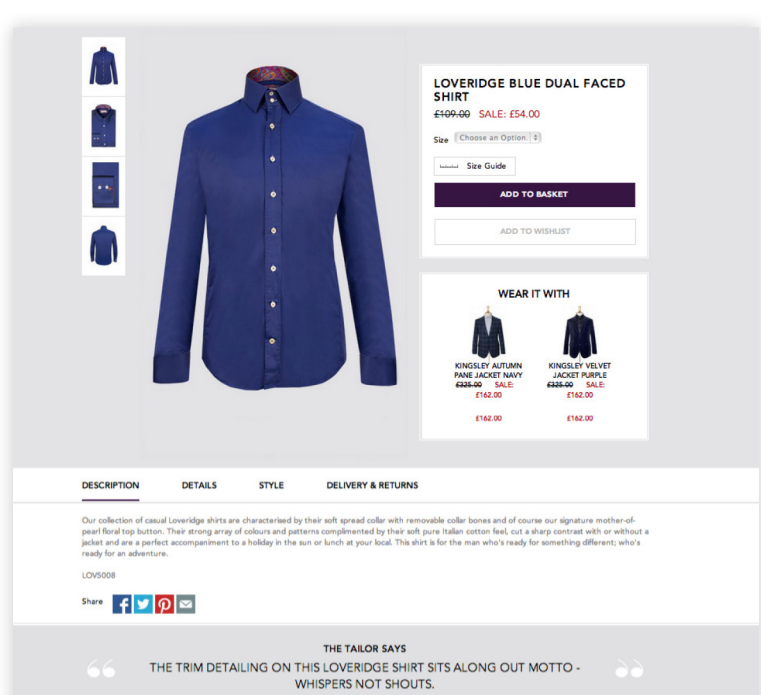 LOVERIDGE BLUE DUAL FACED
SHIRT
£109.00 SALE: £54.00
Size Choose an Option.
Size Guide
ADD TO BASKET
ADD TO WISHLIST
WEAR IT WITH
KINGSLEY AUTUMN
PANE JACKET NAVY
£325.00 SALE:
£162.00
£162.00
KINGSLEY VELVET
JACKET PURPLE
£325.00 SALE:
£162.00
£162.00
DESCRIPTION DETAILS STYLE DELIVERY & RETURNS
Our collection of casual Loveridge shirts are characterised by their soft spread collar with removable collar bones and of course our signature mother-of-
pearl floral top button. Their strong array of colours and patterns complimented by their soft pure Italian cotton feel, cut a sharp contrast with or without a
jacket and are a perfect accompaniment to a holiday in the sun or lunch at your local. This shirt is for the man who's ready for something different; who's
ready for an adventure.
LOVS008
Share
THE TAILOR SAYS
THE TRIM DETAILING ON THIS LOVERIDGE SHIRT SITS ALONG OUT MOTTO -
WHISPERS NOT SHOUTS.